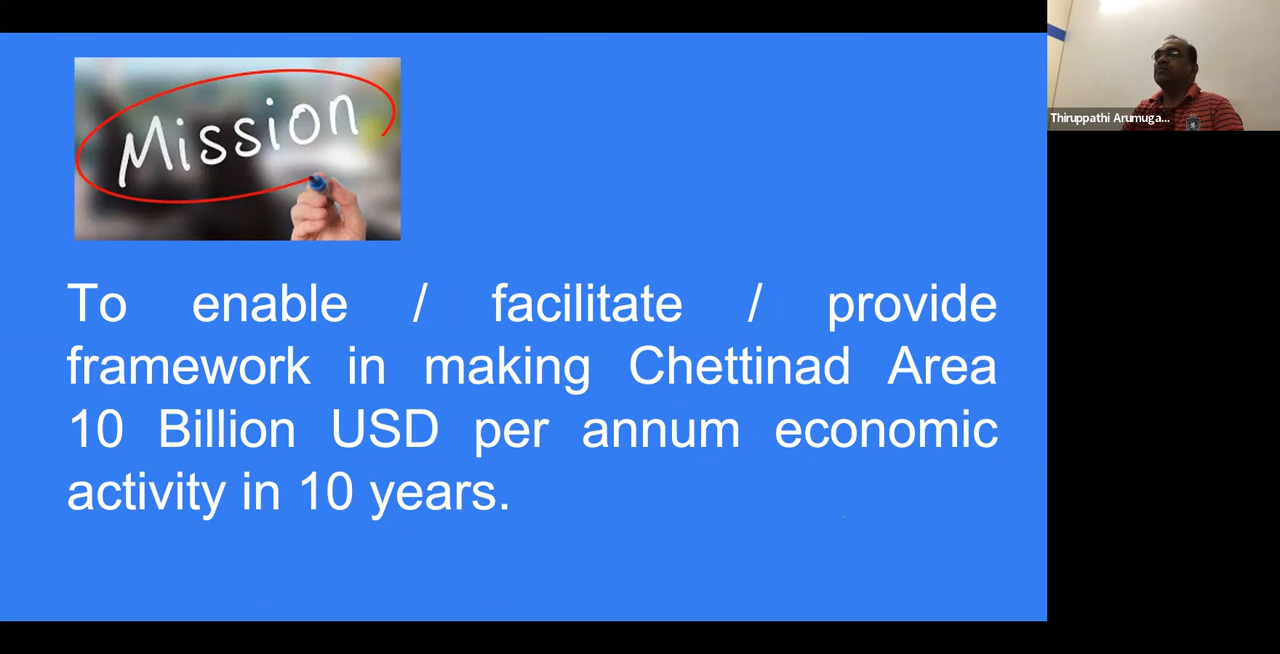 Mission
To enable / facilitate / provide
framework in making Chettinad Area
10 Billion USD per annum economic
activity in 10 years.
Thiruppathi Arumuga...